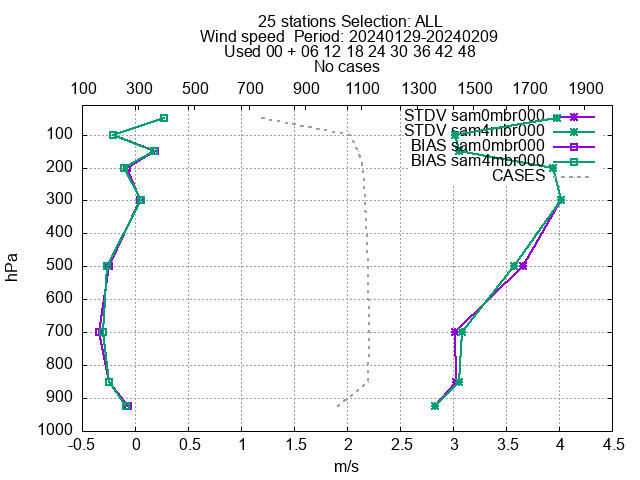 25 stations Selection: ALL
Wind speed  Period: 20240129-20240209
Used 00 + 06 12 18 24 30 36 42 48
No cases
100 300 500 700 900 1100 1300 1500 1700 1900
STDV sam0mbr000
STDV sam4mbr000
BIAS sam0mbr000
BIAS sam4mbr000
CASES
100
200
300
400
500
600
700
800
900
1000
hPa
-0.5 0 0.5 1 1.5 2 2.5 3 3.5 4 4.5
m/s